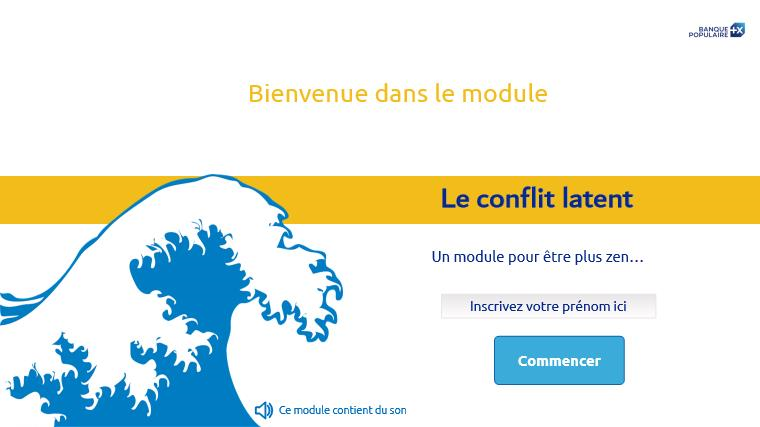 BANQUE
POPULAIRE
Bienvenue dans le module
Le conflit latent
Un module pour être plus zen...
Inscrivez votre prénom ici
Commencer
Ce module contient du son